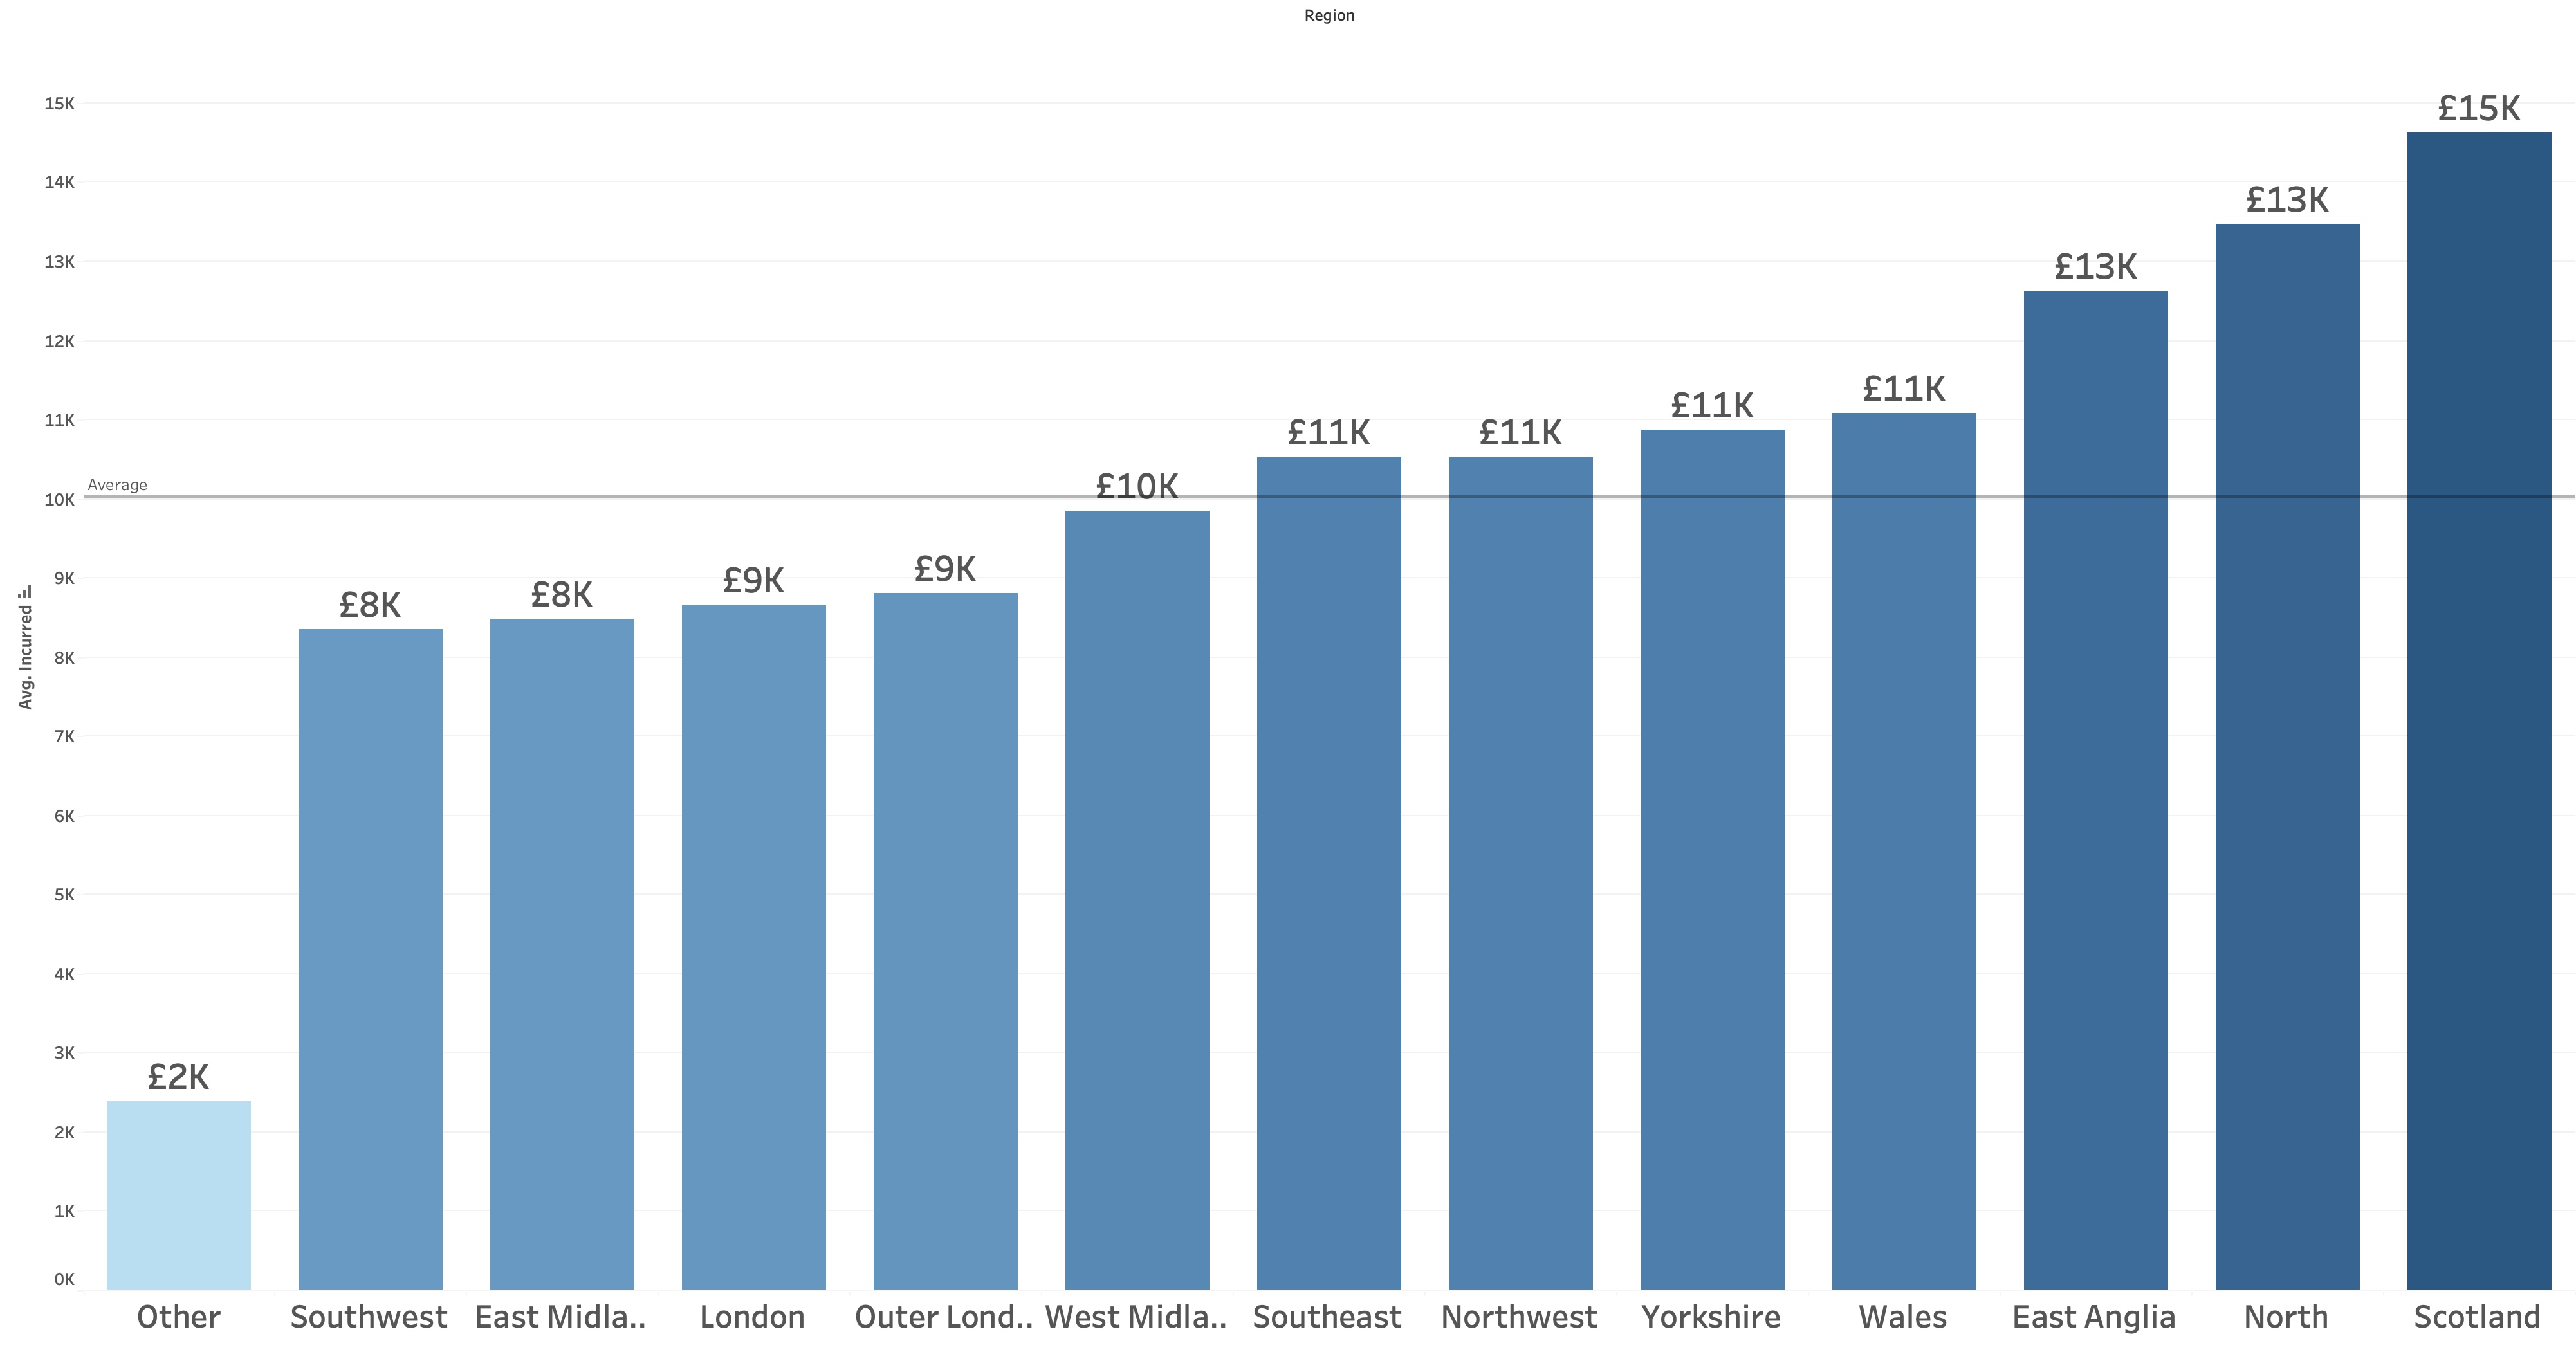 Region
15K
14K
13K
12K
11K
10K
9K
8K
7K
6K
5K
4K
3K
2K
1K
0K
Avg. Incurred
Average
£2K
£8K
£8K
£9K
£9K
£10K
£11K
£11K
£11K
£11K
£13K
£13K
£15K
Other Southwest East Midla.. London Outer Lond.. West Midla.. Southeast Northwest Yorkshire Wales East Anglia North Scotland